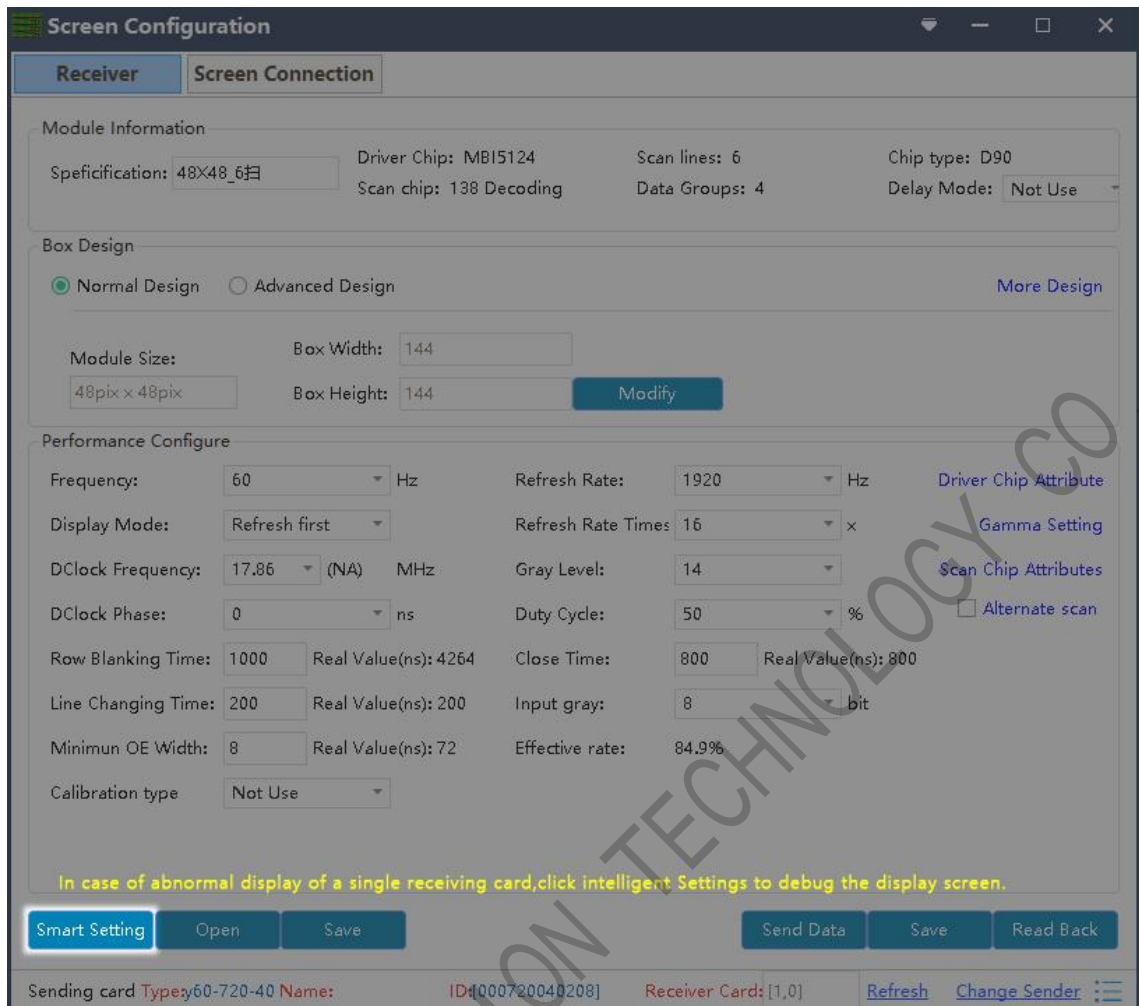 Screen Configuration
Receiver Screen Connection
Module Information
Speficification: 48X48_6扫 Driver Chip: MBI5124 Scan lines: 6 Chip type: D90
Scan chip: 138 Decoding Data Groups: 4 Delay Mode: Not Use
Box Design
Normal Design Advanced Design More Design
Module Size: Box Width: 144
48pix×48pix Box Height: 144 Modify
Performance Configure
Frequency: 60 Hz Refresh Rate: 1920 Hz Driver Chip Attribute
Display Mode: Refresh first Refresh Rate Times 16 × Gamma Setting
DClock Frequency: 17.86 (NA) MHz Gray Level: 14 Scan Chip Attributes
DClock Phase: 0 ns Duty Cycle: 50 % Alternate scan
Row Blanking Time: 1000 Real Value(ns): 4264 Close Time: 800 Real Value(ns): 800
Line Changing Time: 200 Real Value(ns): 200 Input gray: 8 bit
Minimun OE Width: 8 Real Value(ns): 72 Effective rate: 84.9%
Calibration type Not Use
In case of abnormal display of a single receiving card,click intelligent Settings to debug the display screen.
Smart Setting Open Save Send Data Save Read Back
Sending card Type:y60-720-40 Name: ID:[000720040208] Receiver Card: [1,0] Refresh Change Sender
ION TECHNOLOGY CO